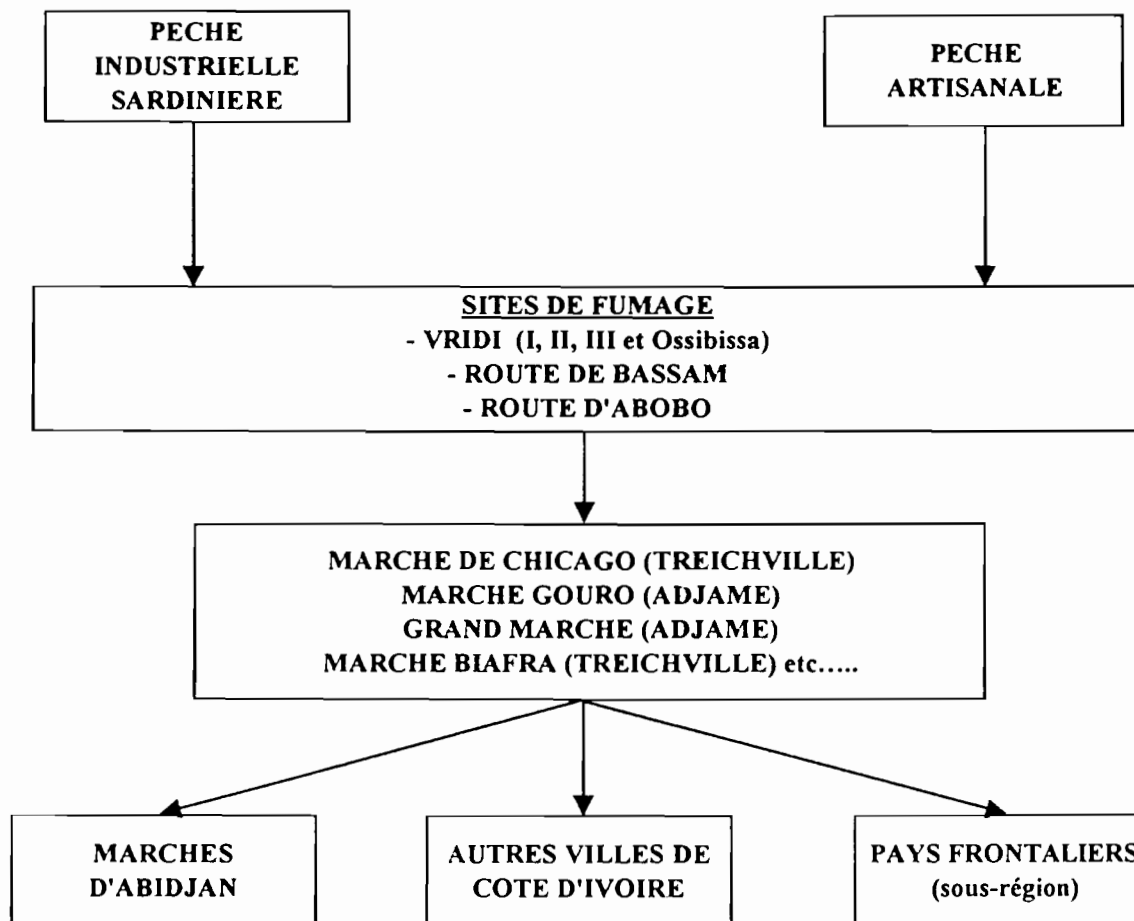 PECHE
INDUSTRIELLE
SARDINIERE
PECHE
ARTISANALE
SITES DE FUMAGE
- VRIDI (I, II, III et Ossibissa)
- ROUTE DE BASSAM
- ROUTE D'ABOBO
MARCHE DE CHICAGO (TREICHVILLE)
MARCHE GOURO (ADJAME)
GRAND MARCHE (ADJAME)
MARCHE BIAFRA (TREICHVILLE) etc.....
MARCHES
D'ABIDJAN
AUTRES VILLES DE
COTE D'IVOIRE
PAYS FRONTALIERS
(sous-région)